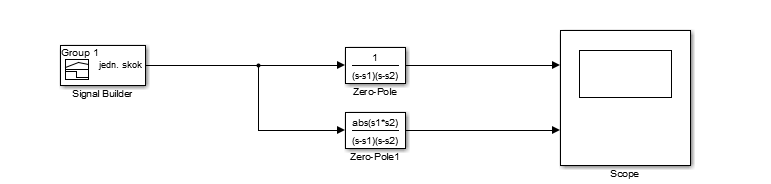 Group 1
jedn. skok
Signal Builder
1
(s-s1)(s-s2)
Zero-Pole
abs(s1*s2)
(s-s1)(s-s2)
Zero-Pole1
Scope